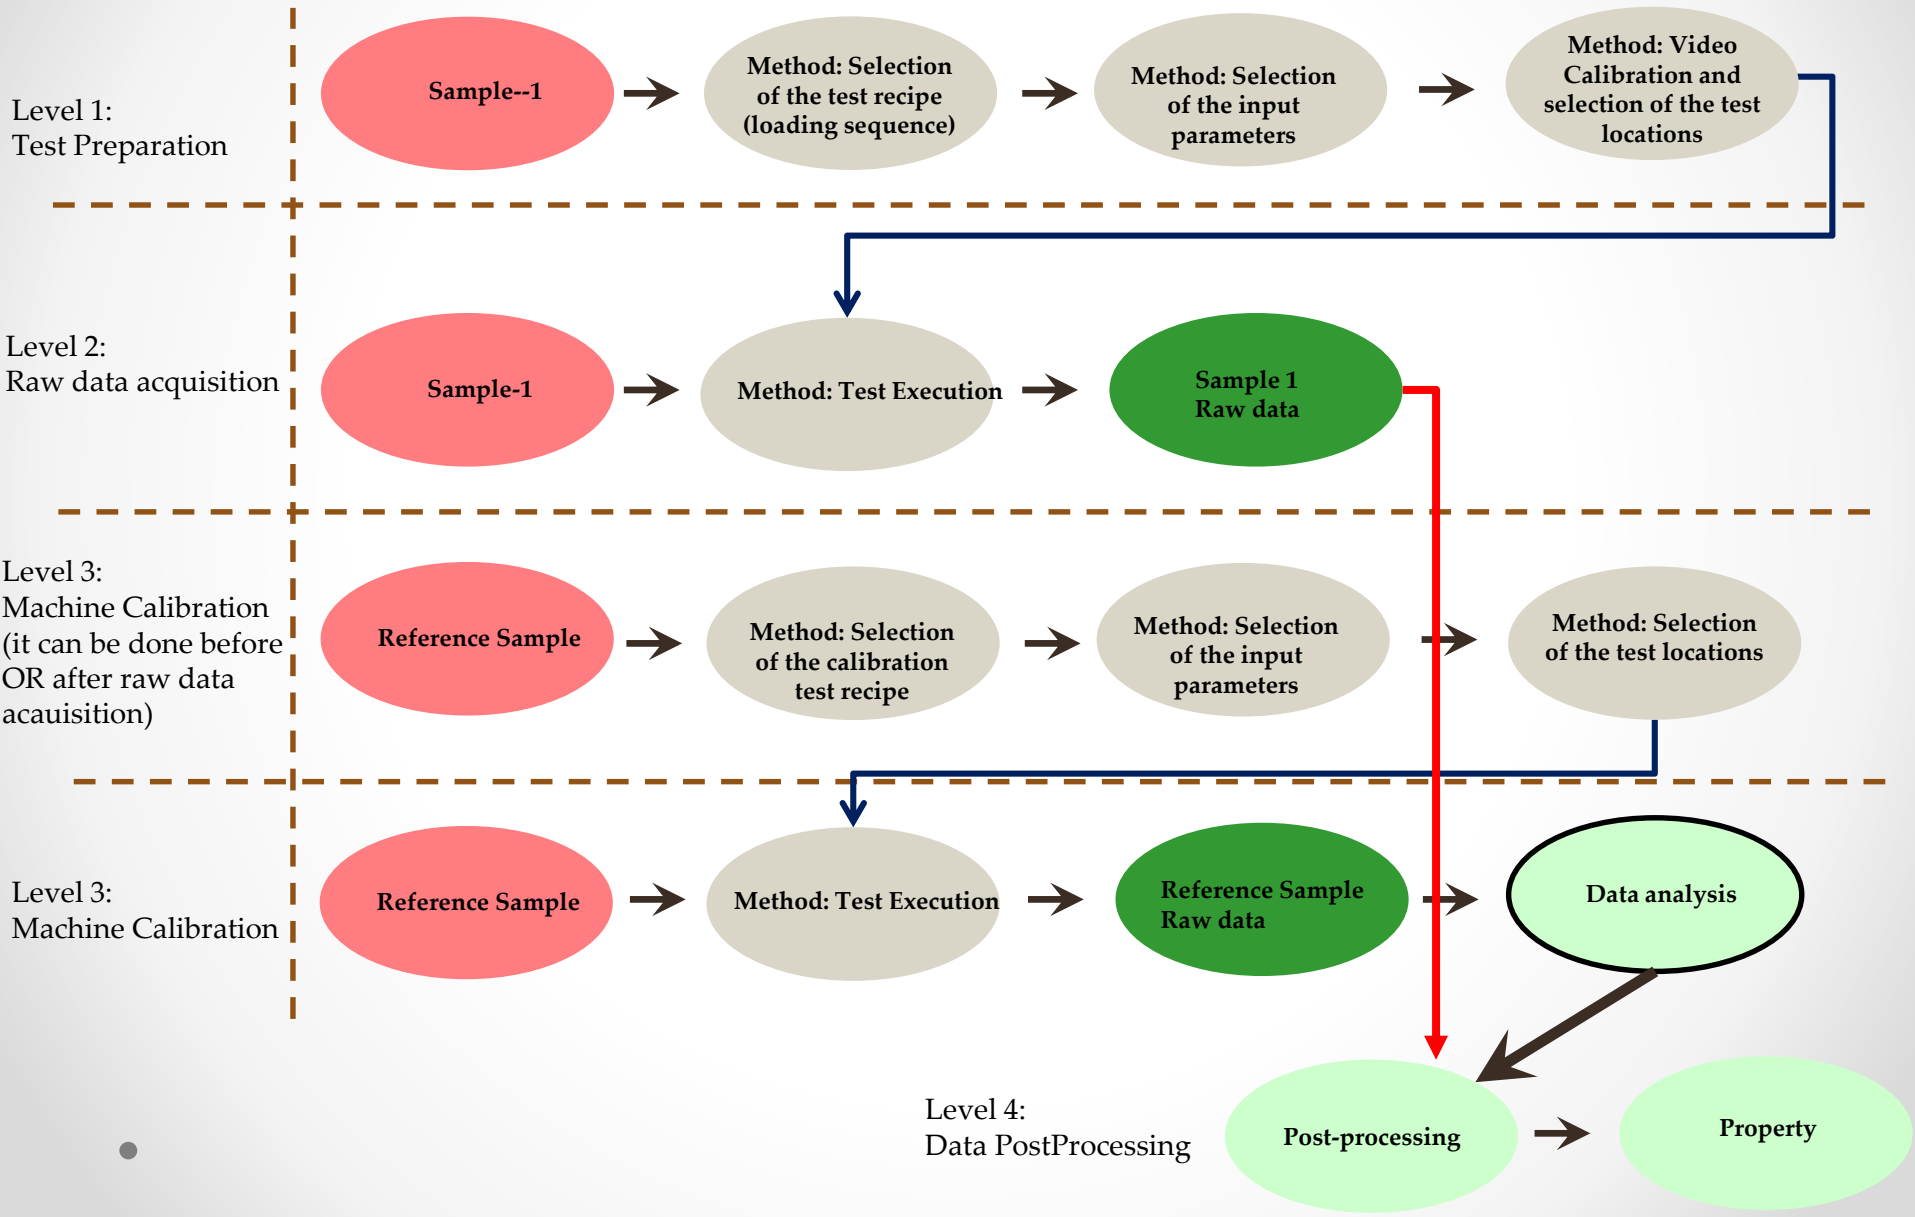 Level 1:
Test Preparation
Sample--1
Method: Selection
of the test recipe
(loading sequence)
Method: Selection
of the input
parameters
Method: Video
Calibration and
selection of the test
locations
Level 2:
Raw data acquisition
Sample-1
Method: Test Execution
Sample 1
Raw data
Level 3:
Machine Calibration
(it can be done before
OR after raw data
acauisition)
Reference Sample
Method: Selection
of the calibration
test recipe
Method: Selection
of the input
parameters
Method: Selection
of the test locations
Level 3:
Machine Calibration
Reference Sample
Method: Test Execution
Reference Sample
Raw data
Data analysis
Level 4:
Data PostProcessing
Post-processing
Property